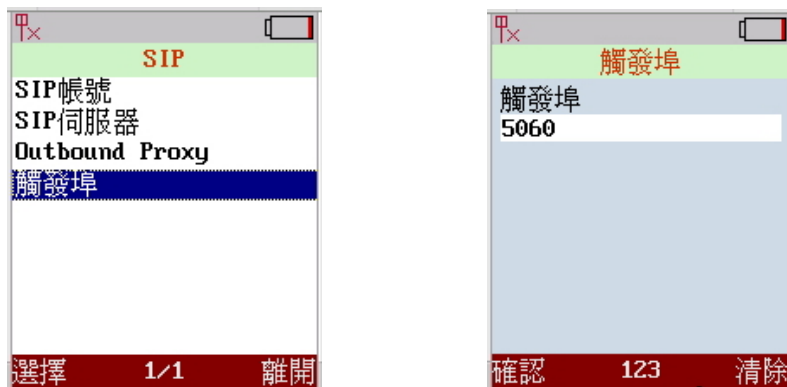 SIP
SIP帳號
SIP伺服器
Outbound Proxy
觸發埠
選擇 1/1 離開
觸發埠
觸發埠
5060
確認 123 清除